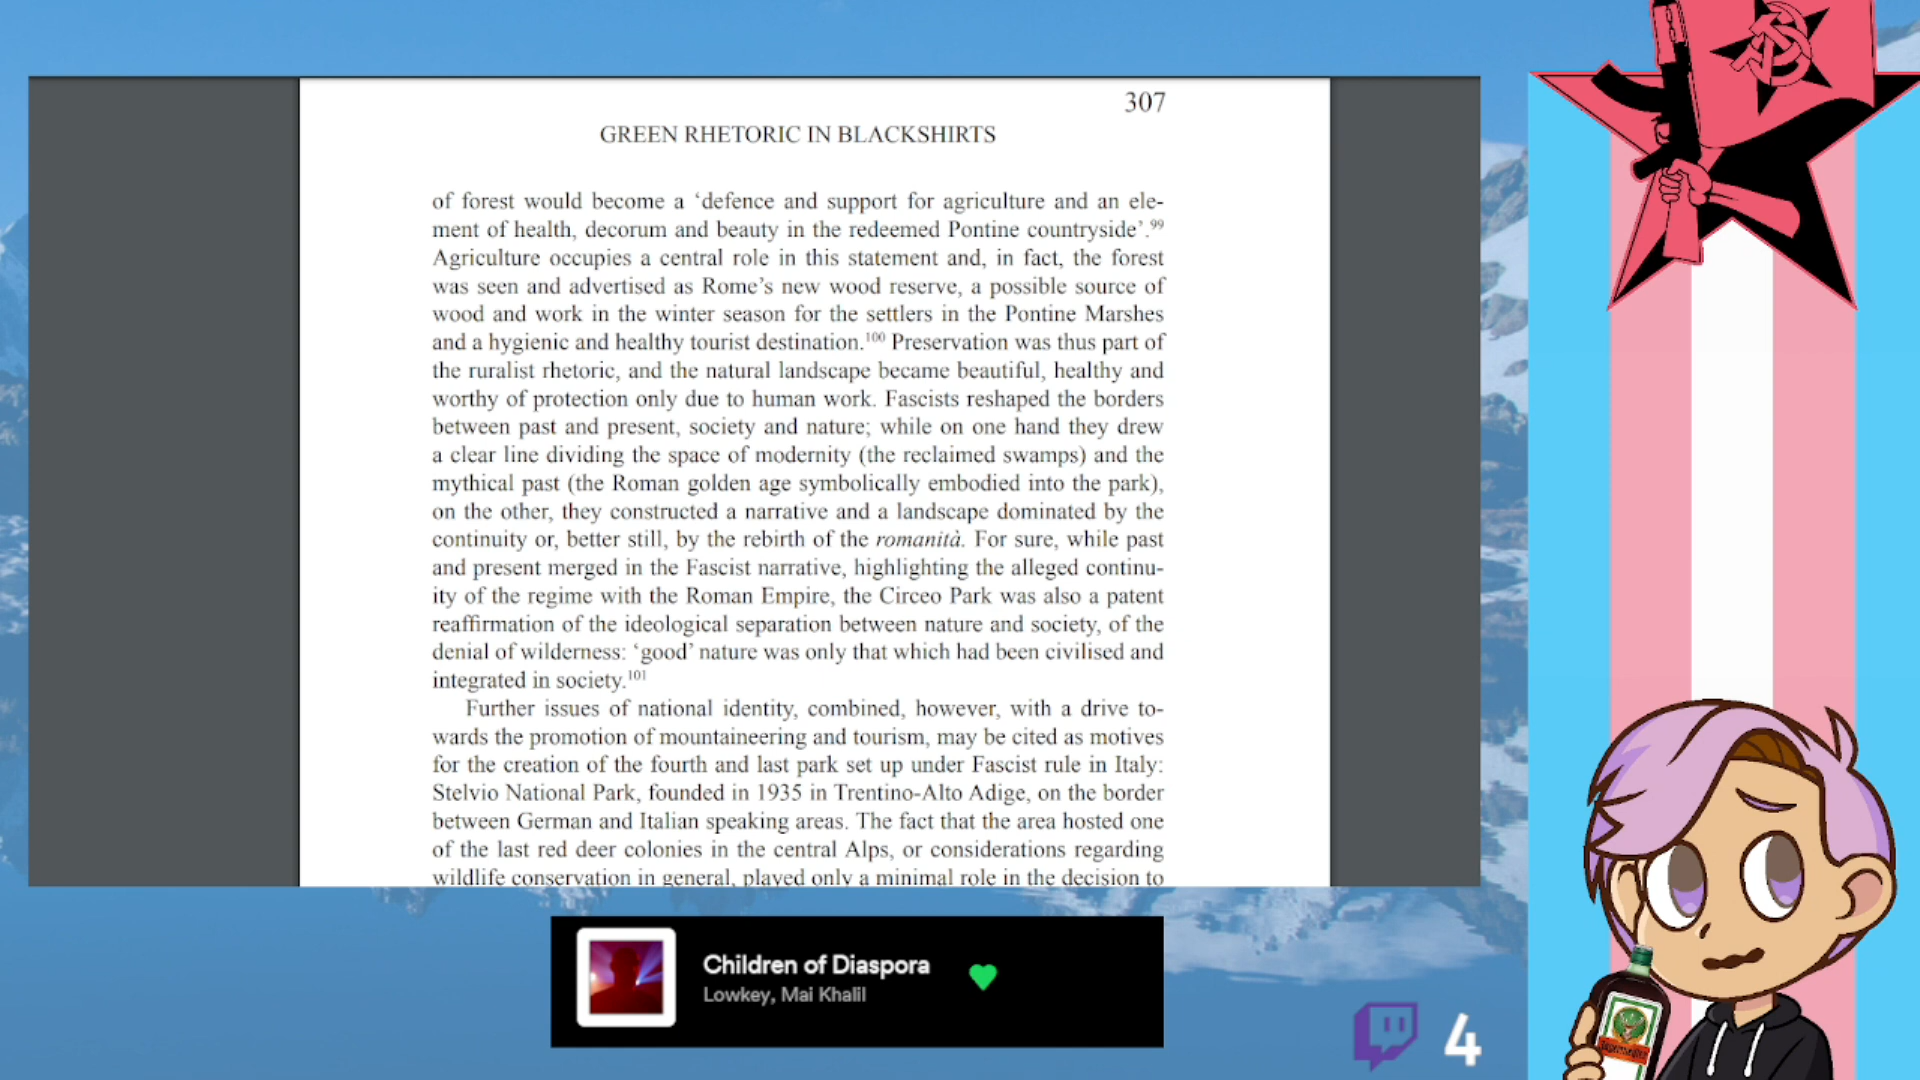 307
GREEN RHETORIC IN BLACKSHIRTS
of forest would become a ‘defence and support for agriculture and an ele-
ment of health, decorum and beauty in the redeemed Pontine countryside’.99
Agriculture occupies a central role in this statement and, in fact, the forest
was seen and advertised as Rome’s new wood reserve, a possible source of
wood and work in the winter season for the settlers in the Pontine Marshes
and a hygienic and healthy tourist destination.100 Preservation was thus part of
the ruralist rhetoric, and the natural landscape became beautiful, healthy and
worthy of protection only due to human work. Fascists reshaped the borders
between past and present, society and nature; while on one hand they drew
a clear line dividing the space of modernity (the reclaimed swamps) and the
mythical past (the Roman golden age symbolically embodied into the park),
on the other, they constructed a narrative and a landscape dominated by the
continuity or, better still, by the rebirth of the romanità. For sure, while past
and present merged in the Fascist narrative, highlighting the alleged continu-
ity of the regime with the Roman Empire, the Circeo Park was also a patent
reaffirmation of the ideological separation between nature and society, of the
denial of wilderness: ‘good’ nature was only that which had been civilised and
integrated in society.101
Further issues of national identity, combined, however, with a drive to-
wards the promotion of mountaineering and tourism, may be cited as motives
for the creation of the fourth and last park set up under Fascist rule in Italy:
Stelvio National Park, founded in 1935 in Trentino-Alto Adige, on the border
between German and Italian speaking areas. The fact that the area hosted one
of the last red deer colonies in the central Alps, or considerations regarding
wildlife conservation in general, played only a minimal role in the decision to
Children of Diaspora
Lowkey, Mai Khalil
4
Jägermeister